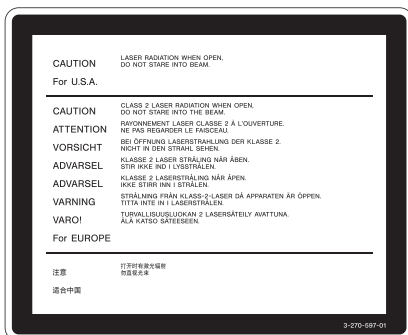 CAUTION
LASER RADIATION WHEN OPEN,
DO NOT STARE INTO BEAM.
For U.S.A.
CAUTION
CLASS 2 LASER RADIATION WHEN OPEN,
DO NOT STARE INTO THE BEAM.
ATTENTION
RAYONNEMENT LASER CLASSE 2 Á L'OUVERTURE.
NE PAS REGARDER LE FAISCEAU.
VORSICHT
BEI ÖFFNUNG LASERSTRAHLUNG DER KLASSE 2.
NICHT IN DEN STRAHL SEHEN.
ADVARSEL
KLASSE 2 LASER STRÅLING NÅR ÅBEN.
STIR IKKE IND I LYSSTRÅLEN.
ADVARSEL
KLASSE 2 LASERSTRÅLING NÅR ÅPEN.
IKKE STIRR INN I STRÅLEN.
VARNING
STRÅLNING FRÅN KLASS-2-LASER DÅ APPARATEN ÄR ÖPPEN.
TITTA INTE IN I LASERSTRÅLEN.
VARO!
TURVALLISUUSLUOKAN 2 LASERSÄTEILY AVATTUNA.
ÄLÄ KATSO SÄTEESEEN.
For EUROPE
注意
打开时有激光辐射
勿直视光束
适合中国
3-270-597-01